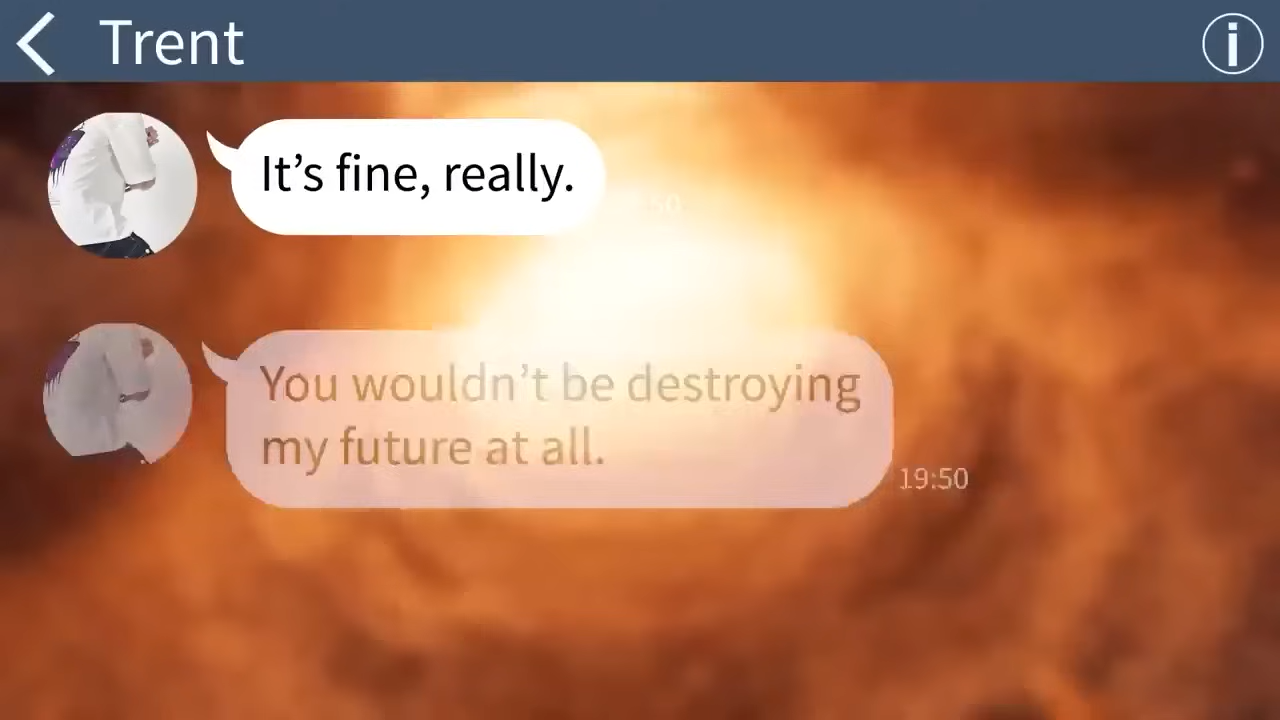 Trent
It’s fine, really.
You wouldn’t be destroying
my future at all.
19:50